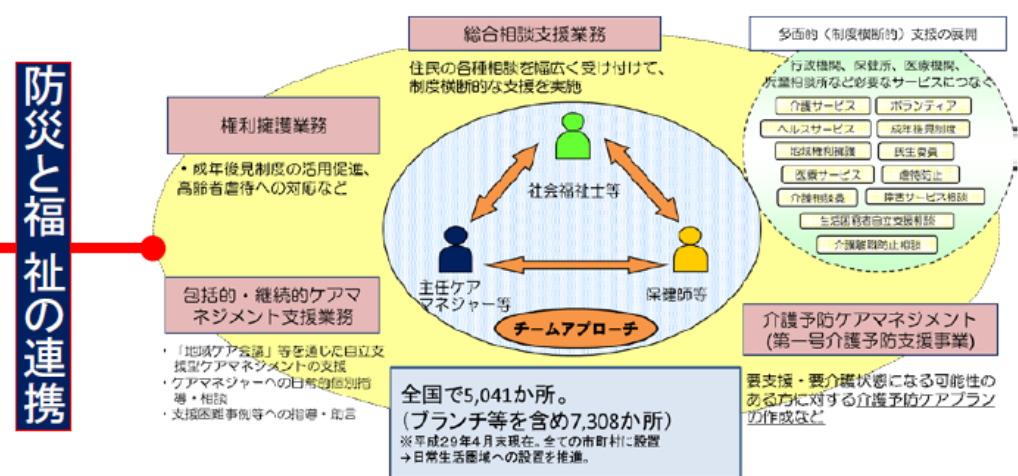 防災と福祉の連携
総合相談支援業務
住民の各種相談を幅広く受け付けて、
制度横断的な支援を実施
権利擁護業務
・成年後見制度の活用促進、
高齢者虐待への対応など
包括的・継続的ケアマ
ネジメント支援業務
・「地域ケア会議」等を通じた自立支
援型ケアマネジメントの支援
・ケアマネジャーへの日常的個別指
導・相談
・支援困難事例等への指導・助言
社会福祉士等
主任ケア
マネジャー等
保健師等
チームアプローチ
全国で5,041か所。
(ブランチ等を含め7,308か所)
※平成29年4月末現在。全ての市町村に設置
→日常生活圏域への設置を推進。
多面的（制度横断的）支援の展開
行政機関、保健所、医療機関、
児童相談所など必要なサービスにつなぐ
介護サービス
ボランティア
ヘルスサービス
成年後見制度
地域権利擁護
民生委員
医療サービス
虐待防止
介護相談員
障害サービス相談
生活困窮者自立支援相談
介護離職防止相談
介護予防ケアマネジメント
(第一号介護予防支援事業)
要支援・要介護状態になる可能性の
ある方に対する介護予防ケアプラン
の作成など